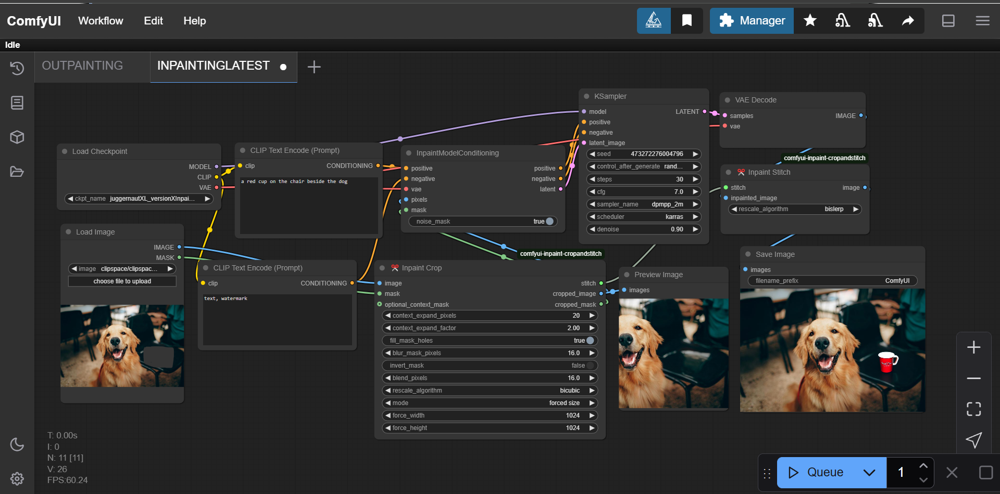 ComfyUI Workflow Edit Help
Manager
Idle
OUTPAINTING
INPAINTINGLATEST
Load Checkpoint
MODEL
CLIP
VAE
ckpt_name juggernautXL_versionXInpai...
Load Image
IMAGE
MASK
image clipspace/clipspac...
choose file to upload
CLIP Text Encode (Prompt)
clip CONDITIONING
a red cup on the chair beside the dog
CLIP Text Encode (Prompt)
clip CONDITIONING
text, watermark
InpaintModelConditioning
positive positive
negative negative
vae latent
pixels
mask
noise_mask true
comfyui-inpaint-cropandstitch
Inpaint Crop
image stitch
mask cropped_image
optional_context_mask cropped_mask
context_expand_pixels 20
context_expand_factor 2.00
fill_mask_holes true
blur_mask_pixels 16.0
invert_mask false
blend_pixels 16.0
rescale_algorithm bicubic
mode forced size
force_width 1024
force_height 1024
KSampler
model LATENT
positive
negative
latent_image
seed 473272276004796
control_after_generate rand...
steps 30
cfg 7.0
sampler_name dpmpp_2m
scheduler karras
denoise 0.90
Preview Image
images
VAE Decode
samples IMAGE
vae
comfyui-inpaint-cropandstitch
Inpaint Stitch
stitch image
inpainted_image
rescale_algorithm bislerp
Save Image
images
filename_prefix ComfyUI
T: 0.00s
I: 0
N: 11 [11]
V: 26
FPS:60.24
Queue 1